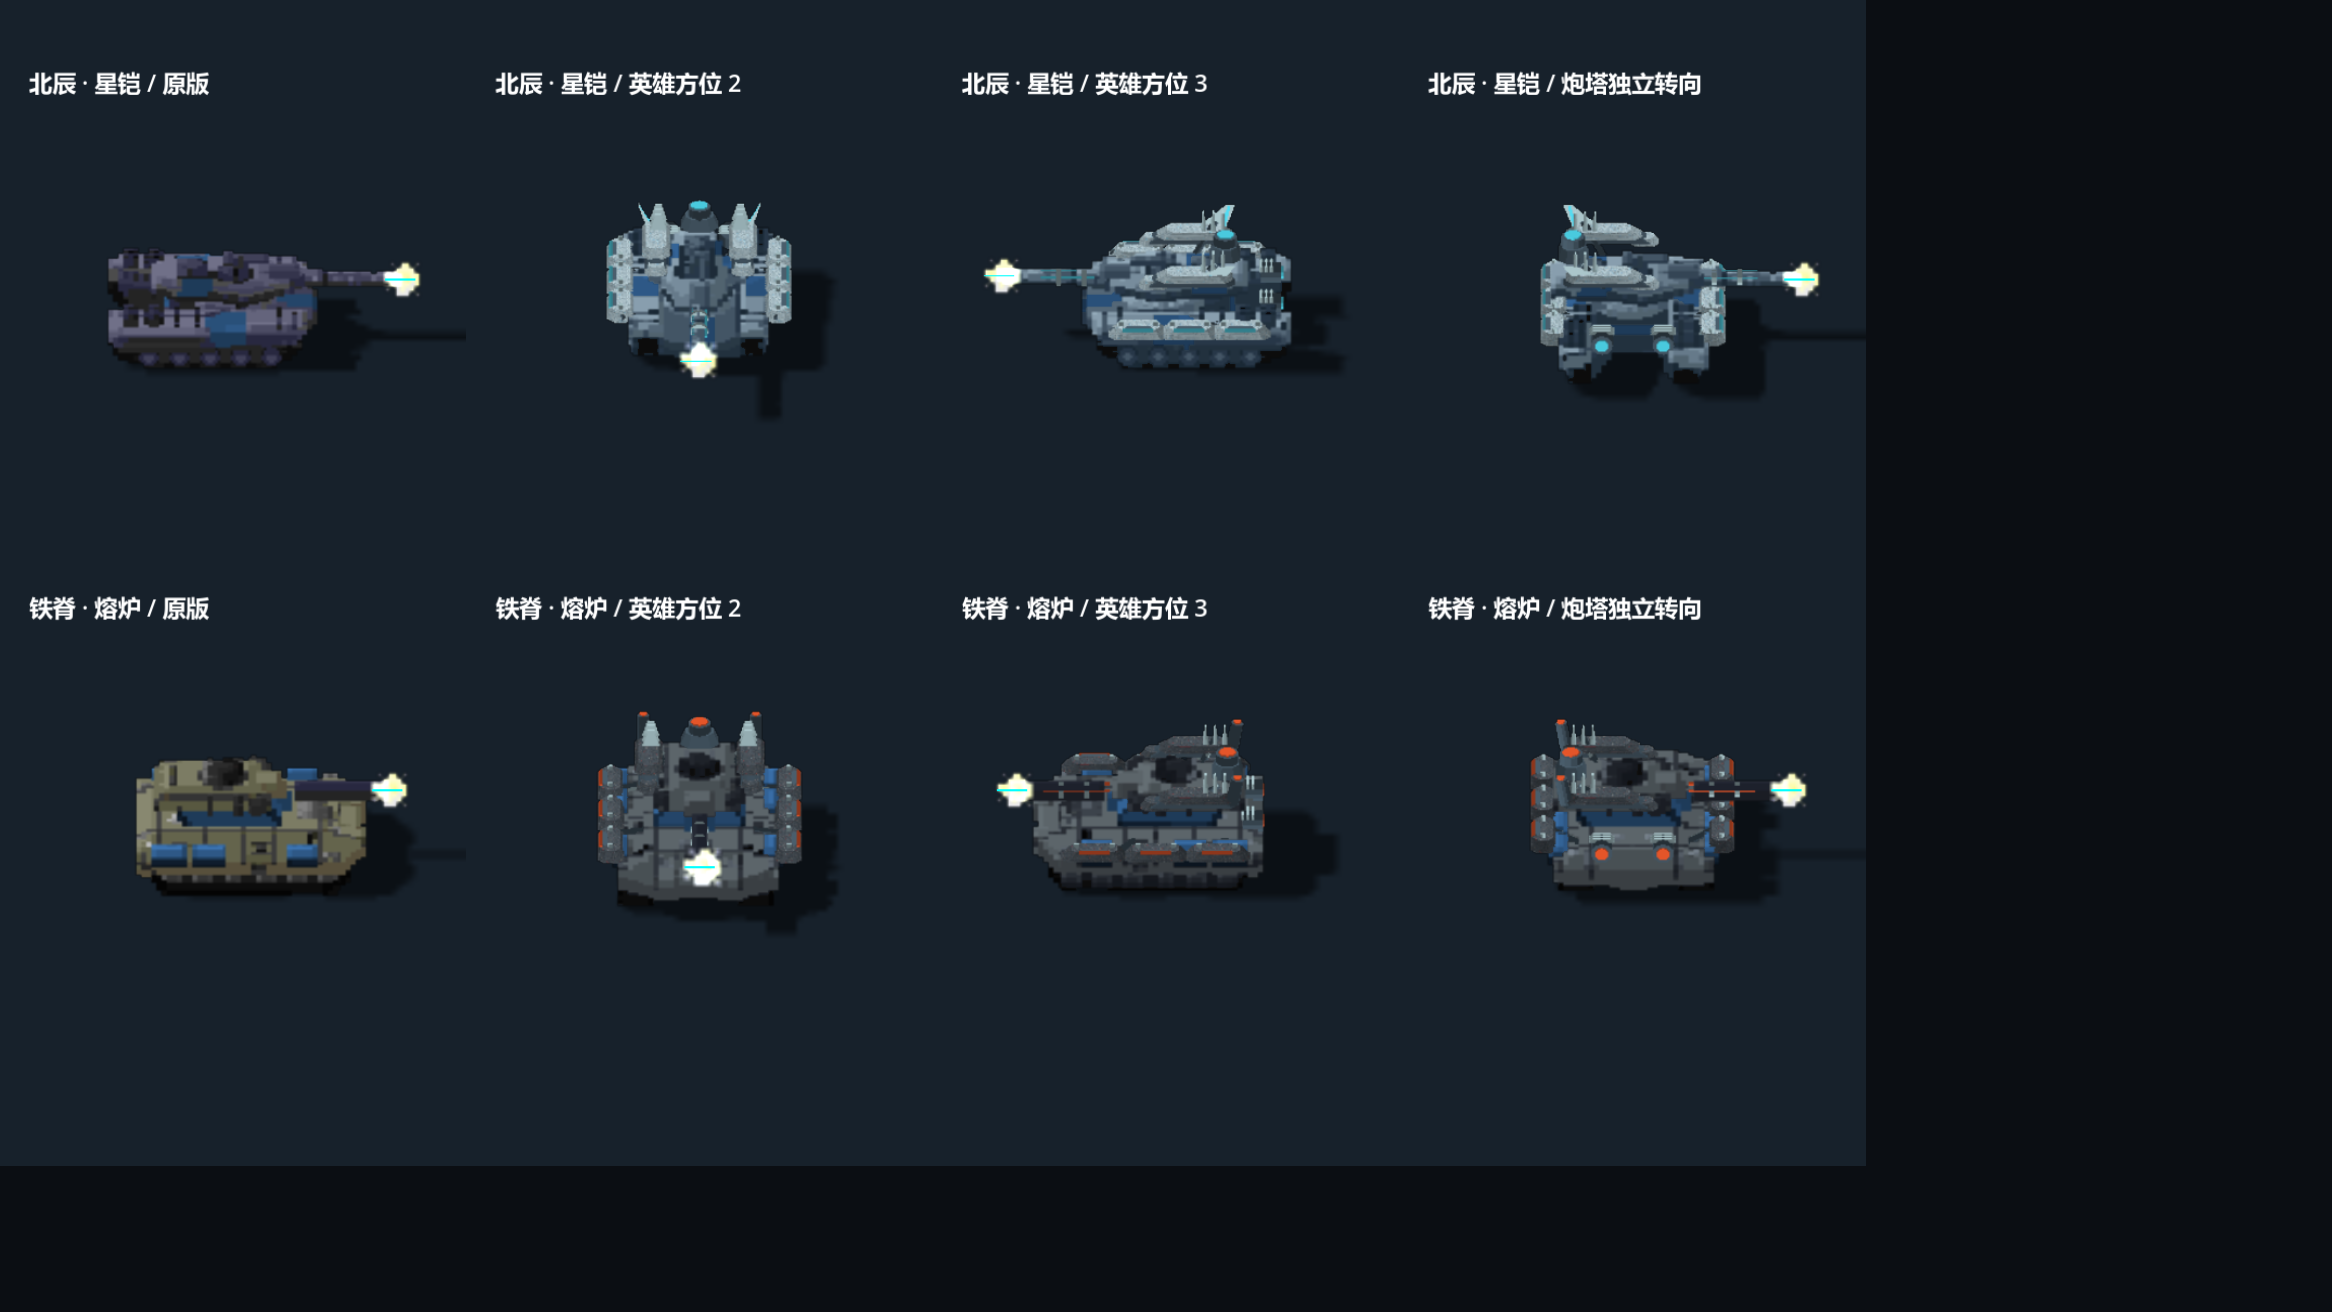 北辰 · 星铠 / 原版
北辰 · 星铠 / 英雄方位 2
北辰 · 星铠 / 英雄方位 3
北辰 · 星铠 / 炮塔独立转向
铁脊 · 熔炉 / 原版
铁脊 · 熔炉 / 英雄方位 2
铁脊 · 熔炉 / 英雄方位 3
铁脊 · 熔炉 / 炮塔独立转向